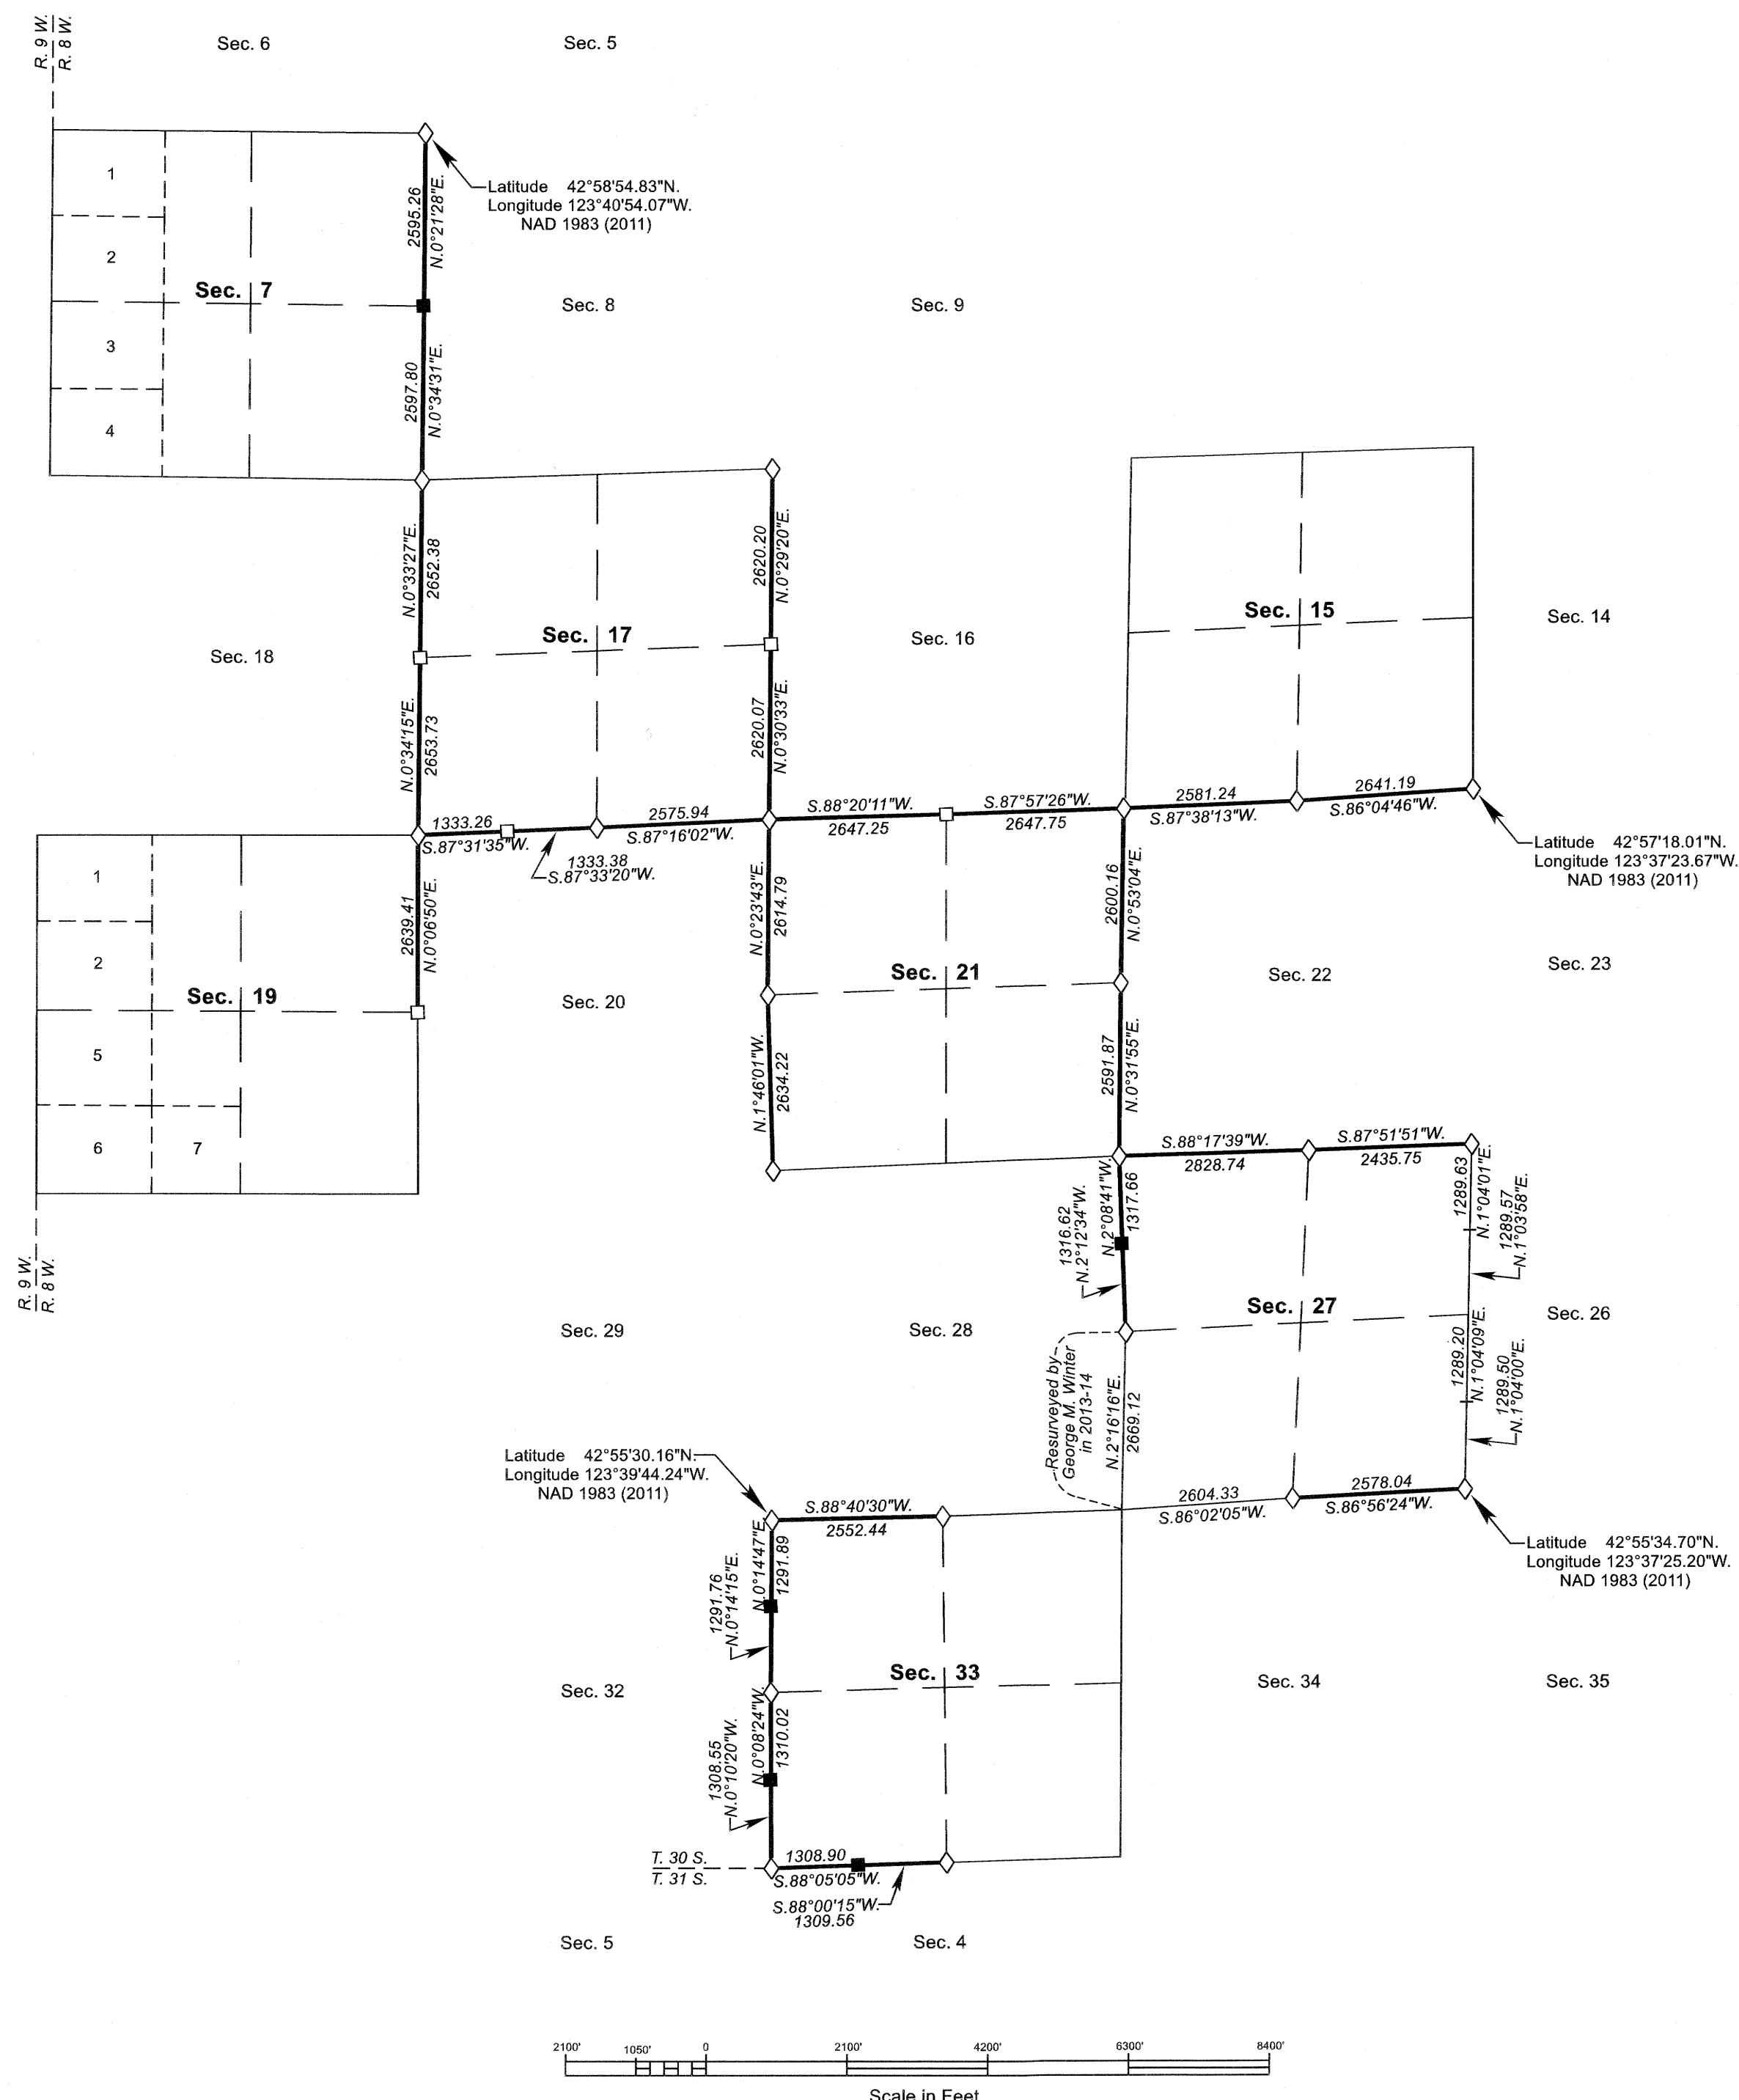 R. 9 W.
R. 8 W.
Sec. 6
Sec. 5
1
2
Sec. 7
3
4
2595.26
N.0°21'28"E.
2597.80
N.0°34'31"E.
Latitude 42°58'54.83"N.
Longitude 123°40'54.07"W.
NAD 1983 (2011)
Sec. 8
Sec. 9
N.0°33'27"E.
2652.38
N.0°34'15"E.
2653.73
Sec. 18
Sec. 17
2620.20
N.0°29'20"E.
2620.07
N.0°30'33"E.
Sec. 16
Sec. 15
Sec. 14
1333.26
S.87°31'35"W.
1333.38
S.87°33'20"W.
2575.94
S.87°16'02"W.
S.88°20'11"W.
2647.25
S.87°57'26"W.
2647.75
2581.24
S.87°38'13"W.
2641.19
S.86°04'46"W.
Latitude 42°57'18.01"N.
Longitude 123°37'23.67"W.
NAD 1983 (2011)
1
2
Sec. 19
5
6
7
2639.41
N.0°06'50"E.
Sec. 20
N.0°23'43"E.
2614.79
N.1°46'01"W.
2634.22
Sec. 21
2600.16
N.0°53'04"E.
2591.87
N.0°31'55"E.
Sec. 22
Sec. 23
S.88°17'39"W.
2828.74
S.87°51'51"W.
2435.75
R. 9 W.
R. 8 W.
1316.62
N.2°12'34"W.
N.2°08'41"W.
1317.66
1289.63
N.1°04'01"E.
1289.57
N.1°03'58"E.
1289.20
N.1°04'09"E.
1289.50
N.1°04'00"E.
Sec. 29
Sec. 28
Sec. 27
Sec. 26
Resurveyed by
George M. Winter
in 2013-14
N.2°16'16"E.
2669.12
Latitude 42°55'30.16"N.
Longitude 123°39'44.24"W.
NAD 1983 (2011)
S.88°40'30"W.
2552.44
2604.33
S.86°02'05"W.
2578.04
S.86°56'24"W.
Latitude 42°55'34.70"N.
Longitude 123°37'25.20"W.
NAD 1983 (2011)
1291.76
N.0°14'15"E.
N.0°14'47"E.
1291.89
1308.55
N.0°10'20"W.
N.0°08'24"W.
1310.02
Sec. 32
Sec. 33
Sec. 34
Sec. 35
T. 30 S.
T. 31 S.
1308.90
S.88°05'05"W.
S.88°00'15"W.
1309.56
Sec. 5
Sec. 4
2100' 1050' 0 2100' 4200' 6300' 8400'
Scale in Feet